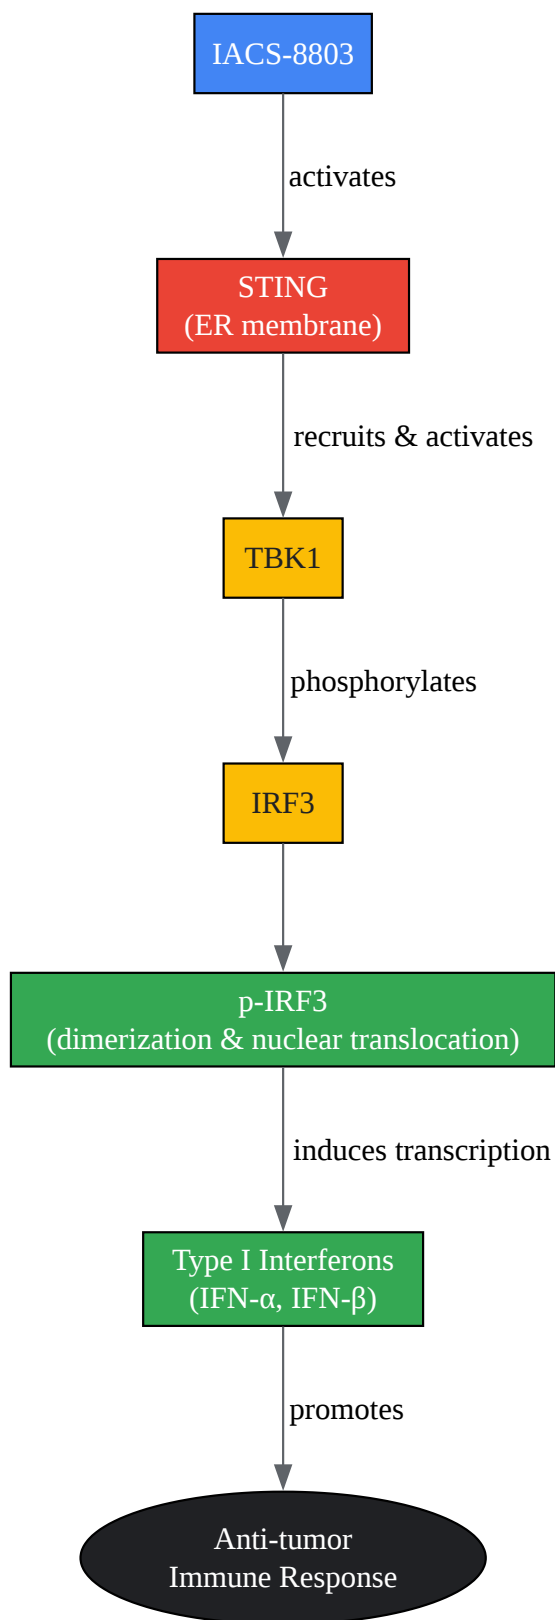 IACS-8803
activates
STING
(ER membrane)
recruits & activates
TBK1
phosphorylates
IRF3
p-IRF3
(dimerization & nuclear translocation)
induces transcription
Type I Interferons
(IFN-α, IFN-β)
promotes
Anti-tumor
Immune Response